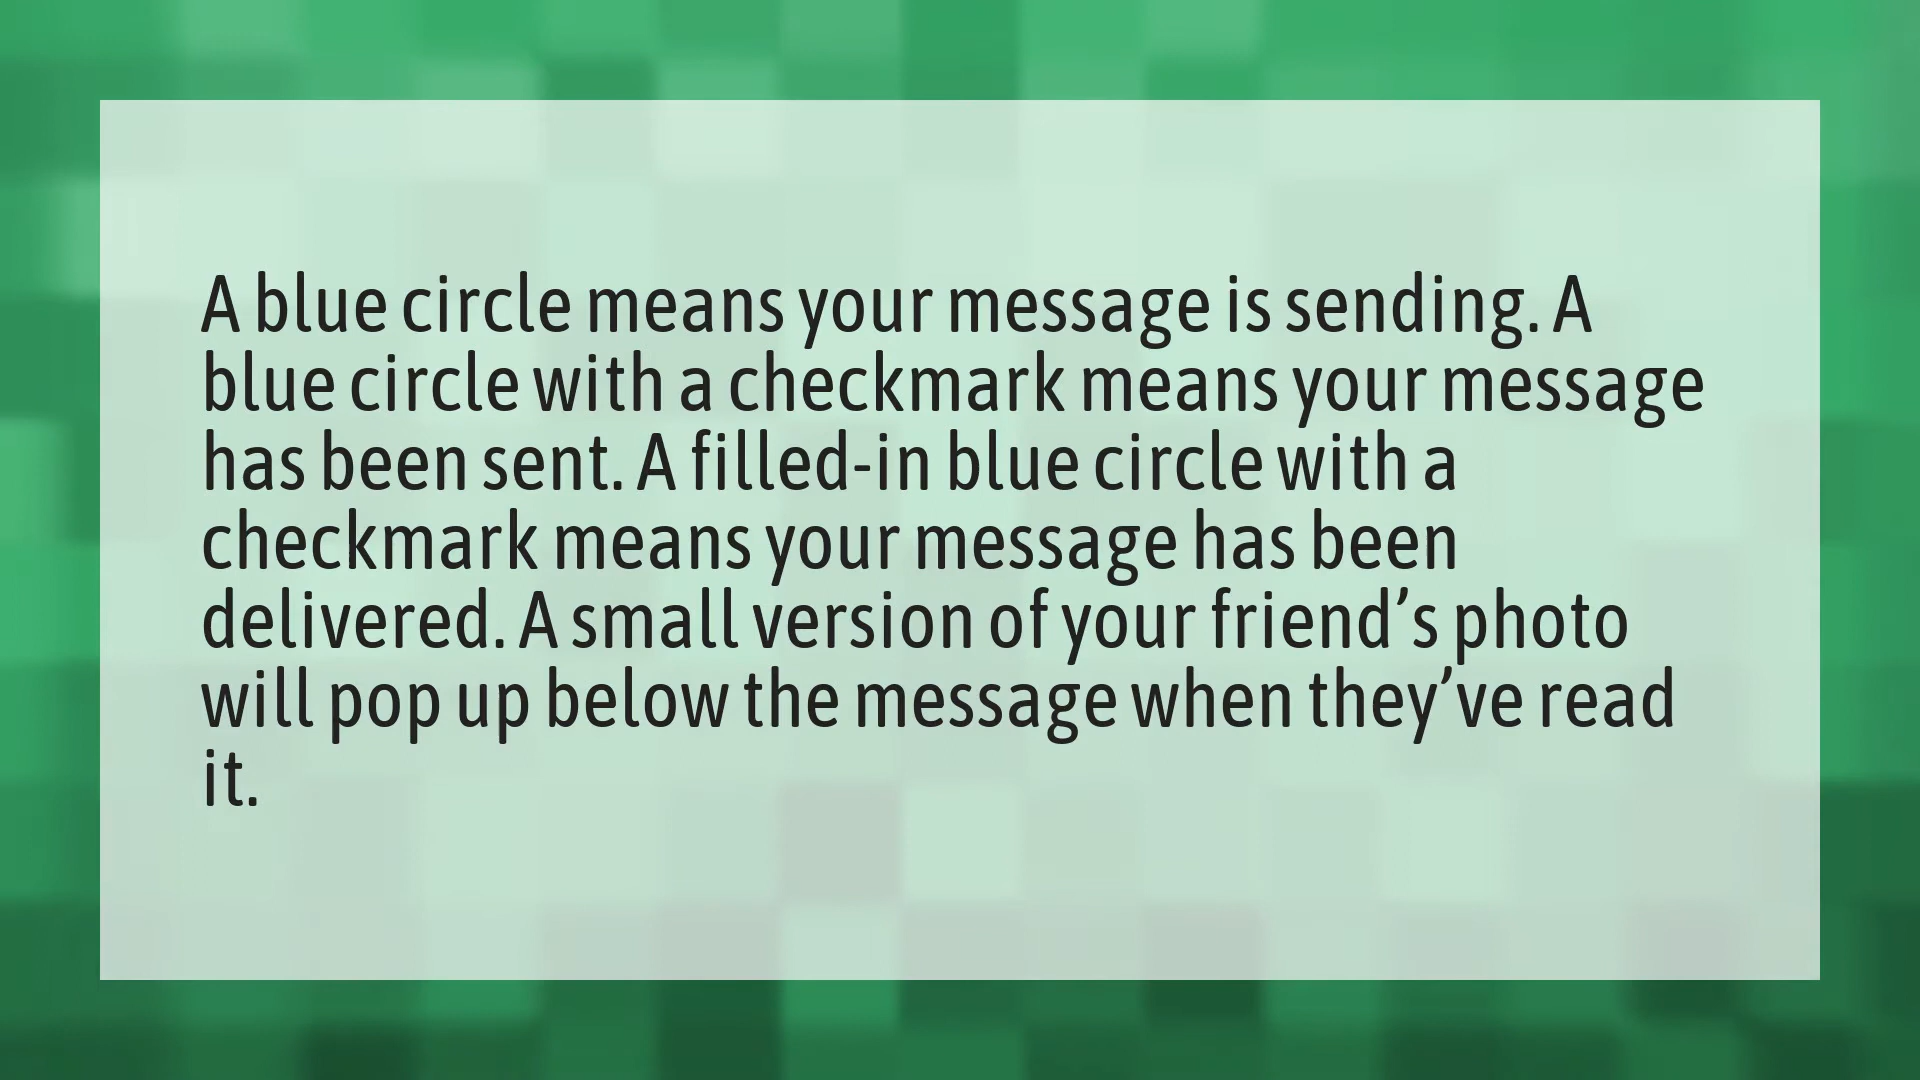 A blue circle means your message is sending. A
blue circle with a checkmark means your message
has been sent. A filled-in blue circle with a
checkmark means your message has been
delivered. A small version of your friend’s photo
will pop up below the message when they’ve read
it.